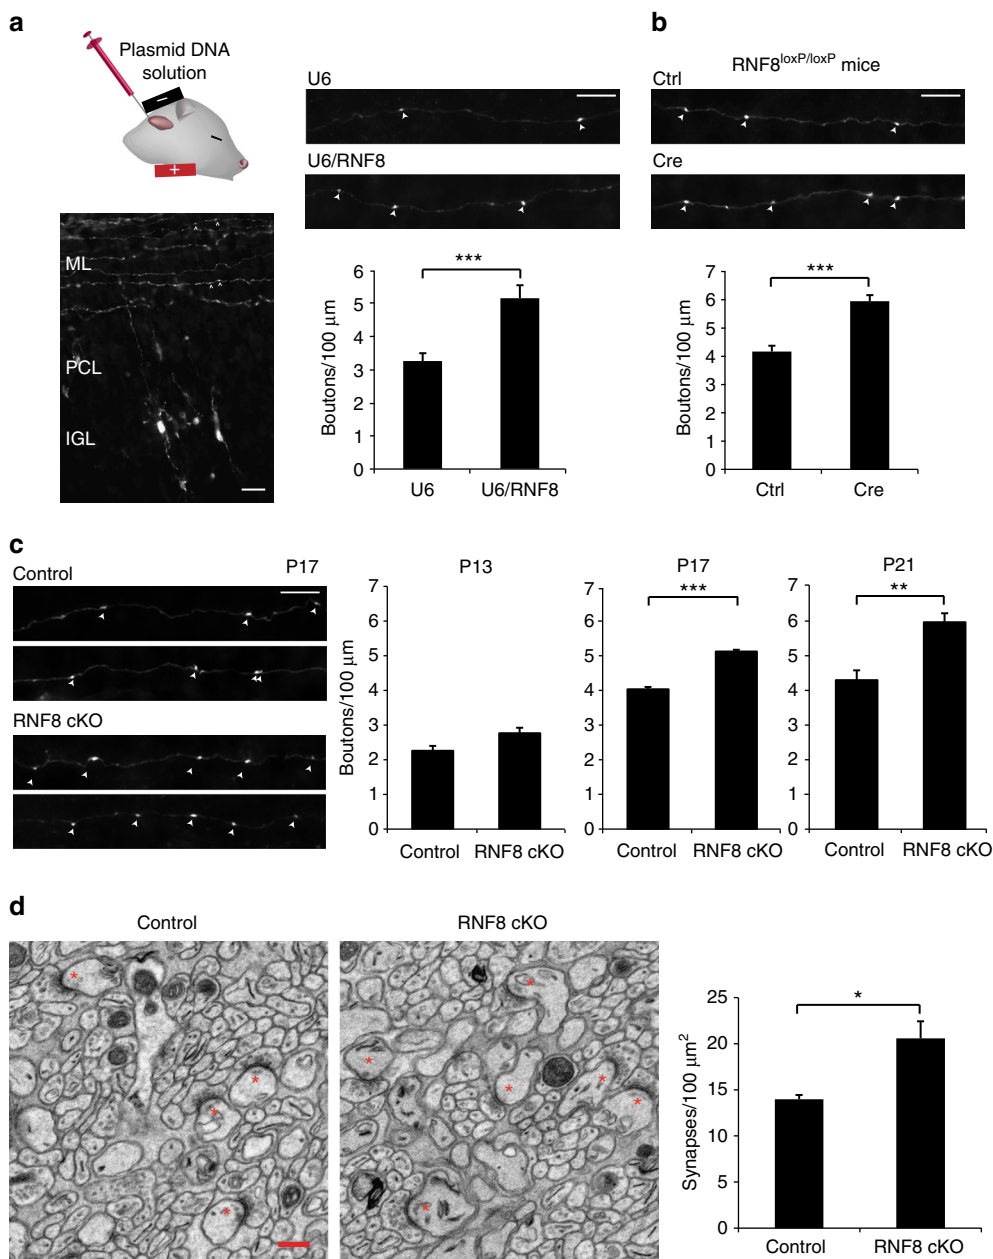 a
Plasmid DNA
solution
–
+
ML
PCL
IGL
U6
U6/RNF8
***
6
5
4
3
2
1
0
Boutons/100 μm
U6 U6/RNF8
b
RNF8loxP/loxP mice
Ctrl
Cre
***
7
6
5
4
3
2
1
0
Boutons/100 μm
Ctrl Cre
c
Control P17
RNF8 cKO
P13
7
6
5
4
3
2
1
0
Boutons/100 μm
Control RNF8 cKO
P17
***
7
6
5
4
3
2
1
0
Control RNF8 cKO
P21
**
7
6
5
4
3
2
1
0
Control RNF8 cKO
d
Control
* * * *
RNF8 cKO
* * * * * *
*
25
20
15
10
5
0
Synapses/100 μm²
Control RNF8 cKO